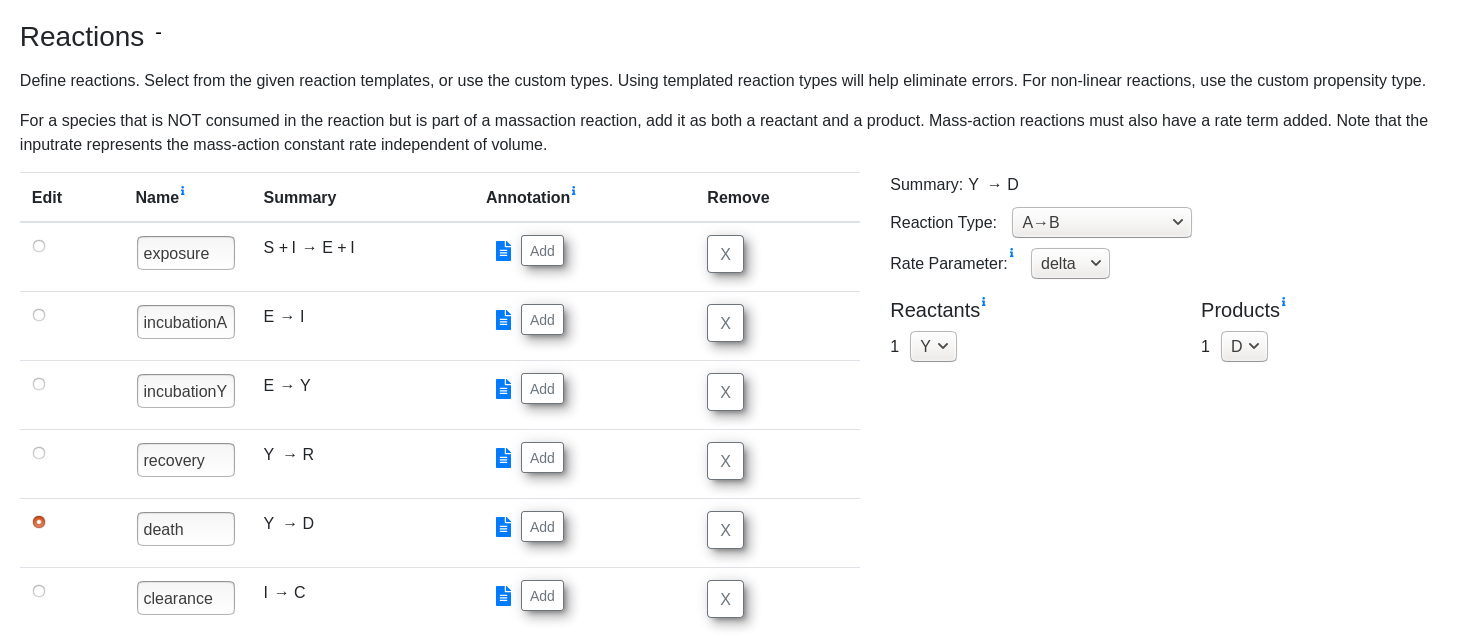 Reactions -
Define reactions. Select from the given reaction templates, or use the custom types. Using templated reaction types will help eliminate errors. For non-linear reactions, use the custom propensity type.
For a species that is NOT consumed in the reaction but is part of a massaction reaction, add it as both a reactant and a product. Mass-action reactions must also have a rate term added. Note that the
inputrate represents the mass-action constant rate independent of volume.
Edit Name i Summary Annotation i Remove
exposure S + I → E + I Add X
incubationA E → I Add X
incubationY E → Y Add X
recovery Y → R Add X
death Y → D Add X
clearance I → C Add X
Summary: Y → D
Reaction Type: A→B
Rate Parameter: i delta
Reactants i Products i
1 Y 1 D